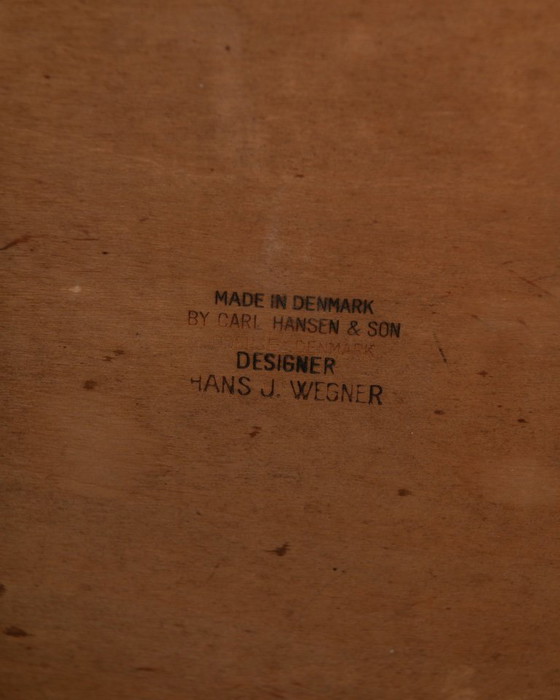 MADE IN DENMARK
BY CARL HANSEN & SON
DENMARK
DESIGNER
HANS J. WEGNER